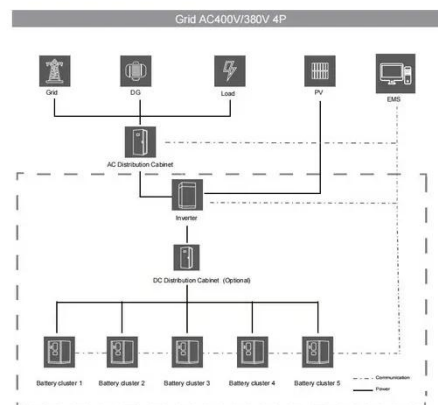 Grid AC400V/380V 4P
Grid
DG
Load
PV
EMS
AC Distribution Cabinet
Inverter
DC Distribution Cabinet (Optional)
Battery cluster 1
Battery cluster 2
Battery cluster 3
Battery cluster 4
Battery cluster 5
Communication
Power